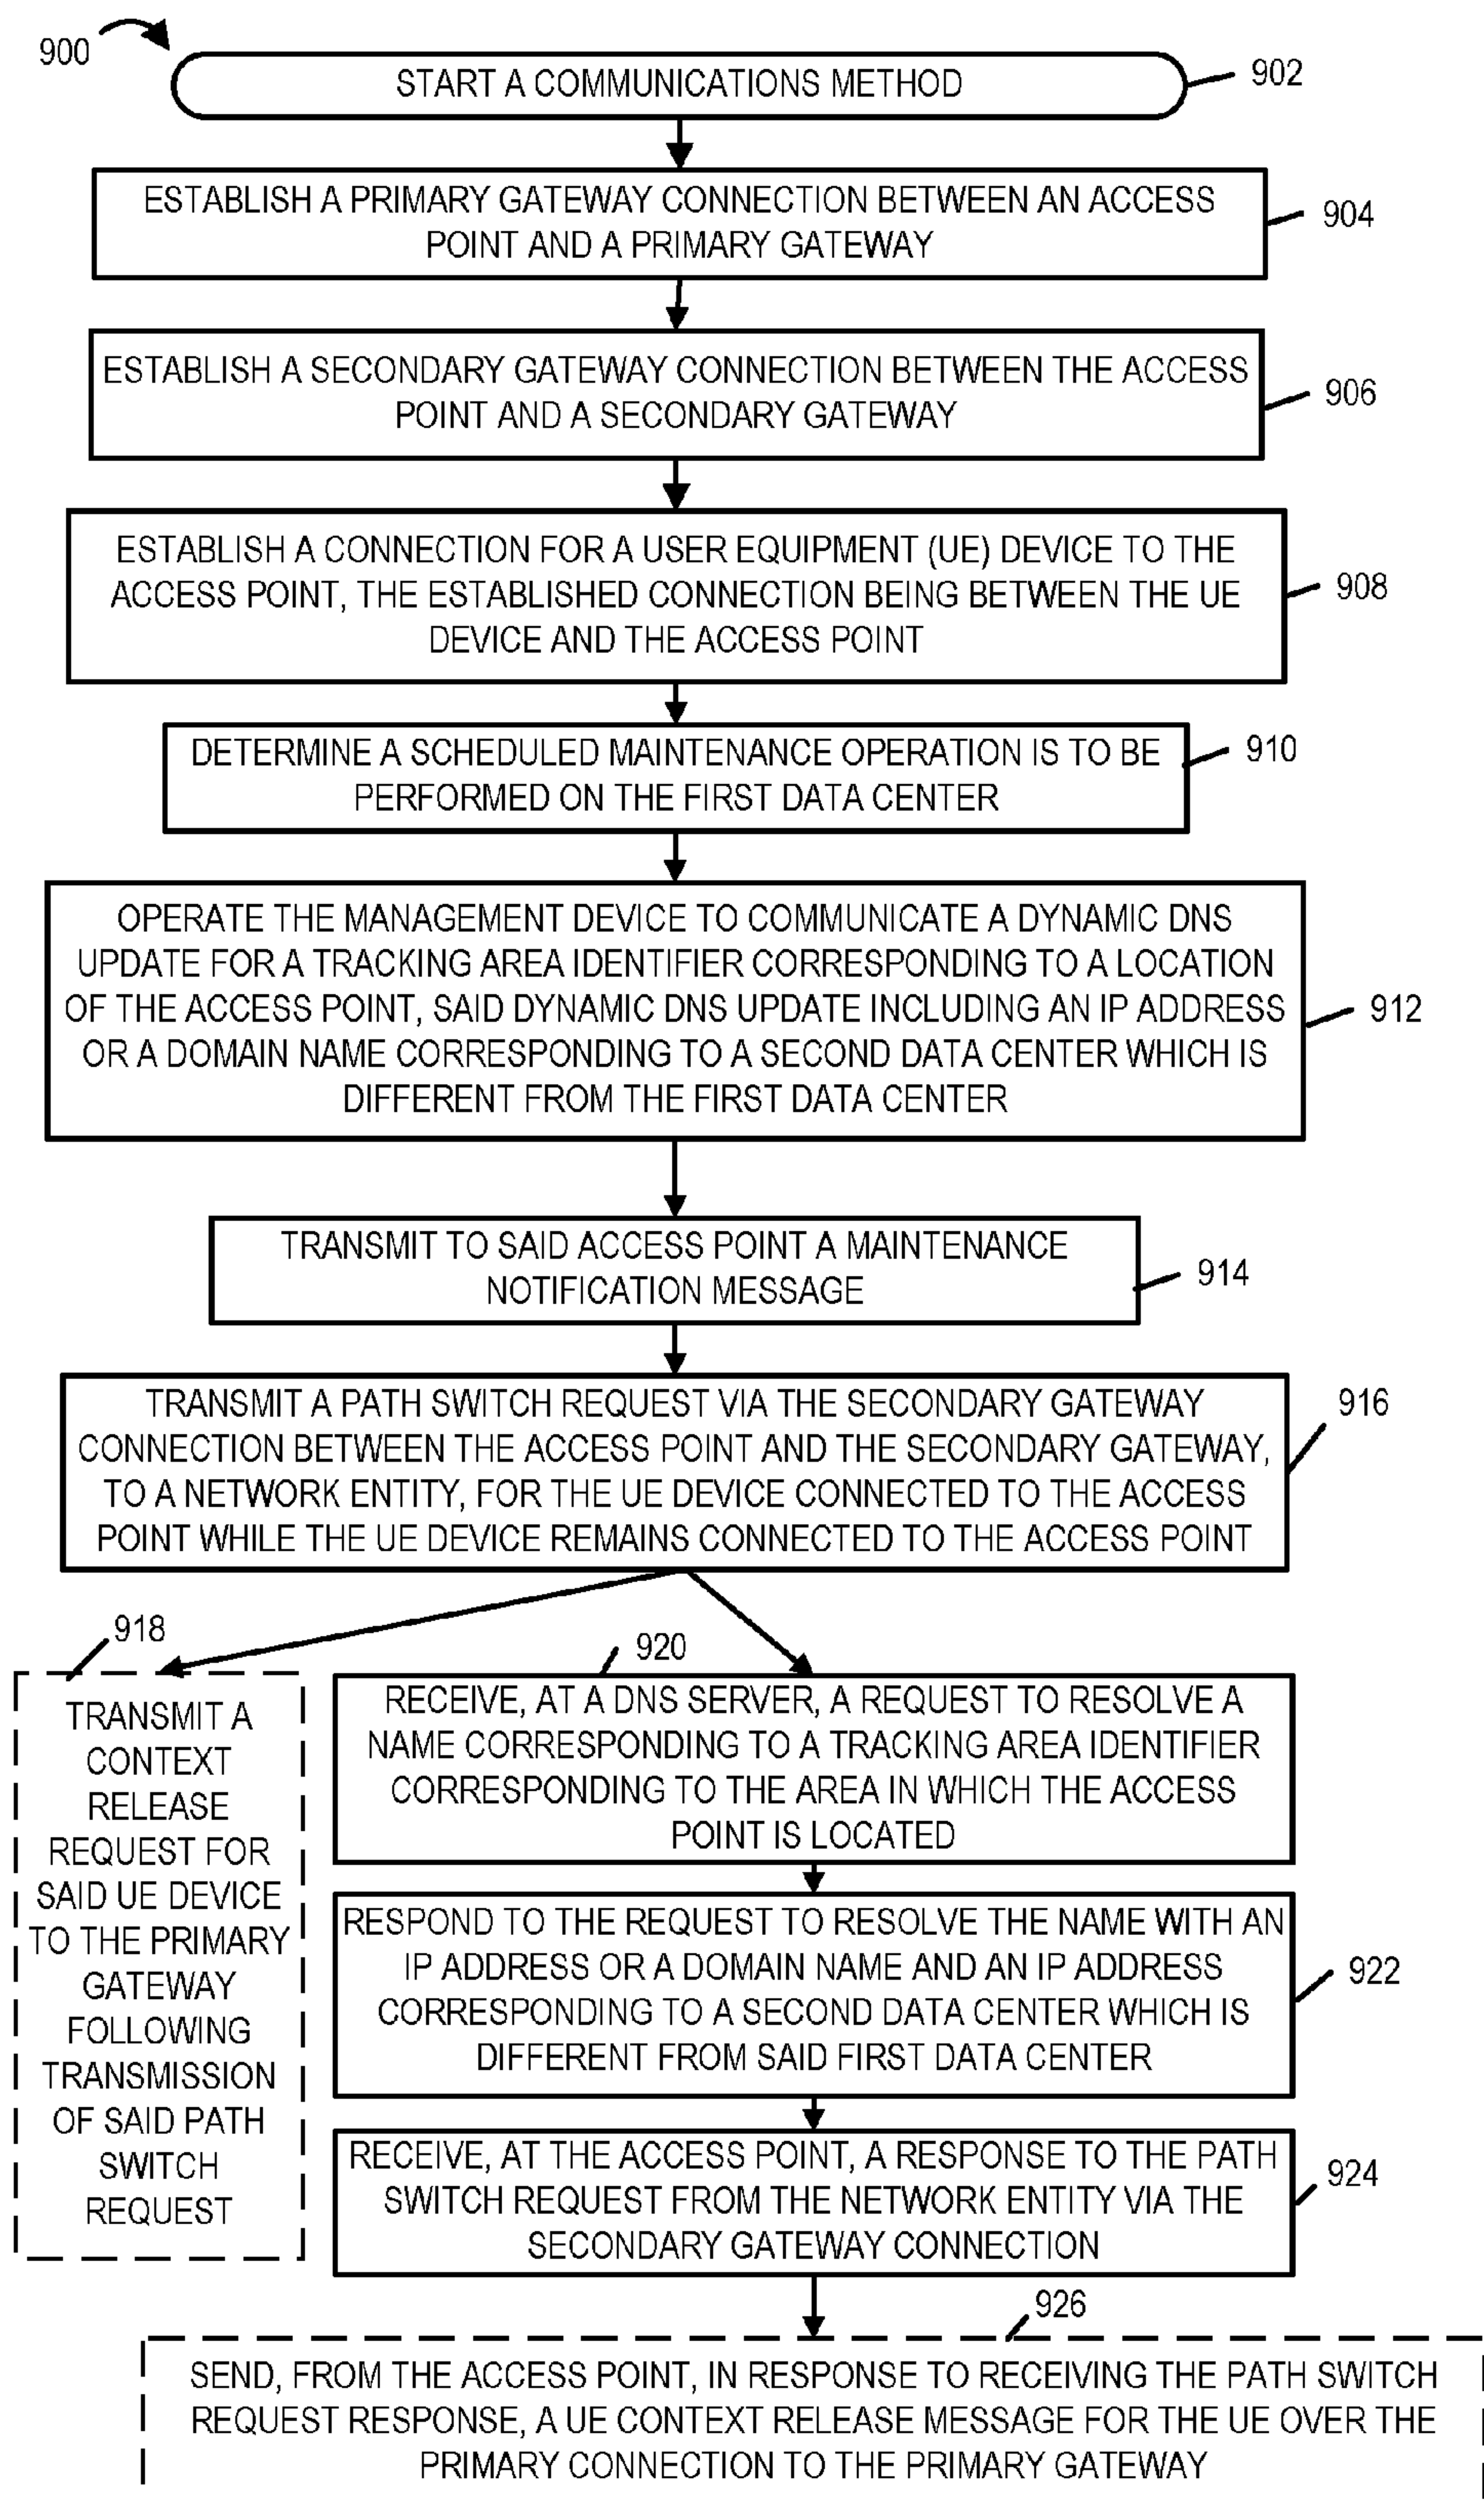 900
START A COMMUNICATIONS METHOD
902
ESTABLISH A PRIMARY GATEWAY CONNECTION BETWEEN AN ACCESS
POINT AND A PRIMARY GATEWAY
904
ESTABLISH A SECONDARY GATEWAY CONNECTION BETWEEN THE ACCESS
POINT AND A SECONDARY GATEWAY
906
ESTABLISH A CONNECTION FOR A USER EQUIPMENT (UE) DEVICE TO THE
ACCESS POINT, THE ESTABLISHED CONNECTION BEING BETWEEN THE UE
DEVICE AND THE ACCESS POINT
908
DETERMINE A SCHEDULED MAINTENANCE OPERATION IS TO BE
PERFORMED ON THE FIRST DATA CENTER
910
OPERATE THE MANAGEMENT DEVICE TO COMMUNICATE A DYNAMIC DNS
UPDATE FOR A TRACKING AREA IDENTIFIER CORRESPONDING TO A LOCATION
OF THE ACCESS POINT, SAID DYNAMIC DNS UPDATE INCLUDING AN IP ADDRESS
OR A DOMAIN NAME CORRESPONDING TO A SECOND DATA CENTER WHICH IS
DIFFERENT FROM THE FIRST DATA CENTER
912
TRANSMIT TO SAID ACCESS POINT A MAINTENANCE
NOTIFICATION MESSAGE
914
TRANSMIT A PATH SWITCH REQUEST VIA THE SECONDARY GATEWAY
CONNECTION BETWEEN THE ACCESS POINT AND THE SECONDARY GATEWAY,
TO A NETWORK ENTITY, FOR THE UE DEVICE CONNECTED TO THE ACCESS
POINT WHILE THE UE DEVICE REMAINS CONNECTED TO THE ACCESS POINT
916
918
TRANSMIT A
CONTEXT
RELEASE
REQUEST FOR
SAID UE DEVICE
TO THE PRIMARY
GATEWAY
FOLLOWING
TRANSMISSION
OF SAID PATH
SWITCH
REQUEST
920
RECEIVE, AT A DNS SERVER, A REQUEST TO RESOLVE A
NAME CORRESPONDING TO A TRACKING AREA IDENTIFIER
CORRESPONDING TO THE AREA IN WHICH THE ACCESS
POINT IS LOCATED
RESPOND TO THE REQUEST TO RESOLVE THE NAME WITH AN
IP ADDRESS OR A DOMAIN NAME AND AN IP ADDRESS
CORRESPONDING TO A SECOND DATA CENTER WHICH IS
DIFFERENT FROM SAID FIRST DATA CENTER
922
RECEIVE, AT THE ACCESS POINT, A RESPONSE TO THE PATH
SWITCH REQUEST FROM THE NETWORK ENTITY VIA THE
SECONDARY GATEWAY CONNECTION
924
926
SEND, FROM THE ACCESS POINT, IN RESPONSE TO RECEIVING THE PATH SWITCH
REQUEST RESPONSE, A UE CONTEXT RELEASE MESSAGE FOR THE UE OVER THE
PRIMARY CONNECTION TO THE PRIMARY GATEWAY